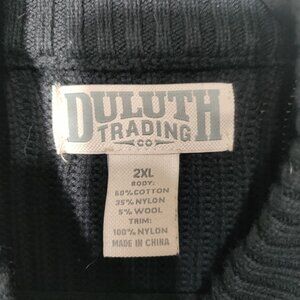 DULUTH
TRADING
CO
2XL
BODY:
60% COTTON
35% NYLON
5% WOOL
TRIM:
100% NYLON
MADE IN CHINA